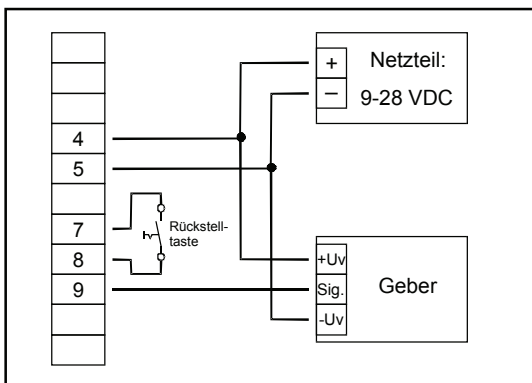 4
5
7
8
9
Rückstell-
taste
+
–
Netzteil:
9-28 VDC
+Uv
Sig.
-Uv
Geber